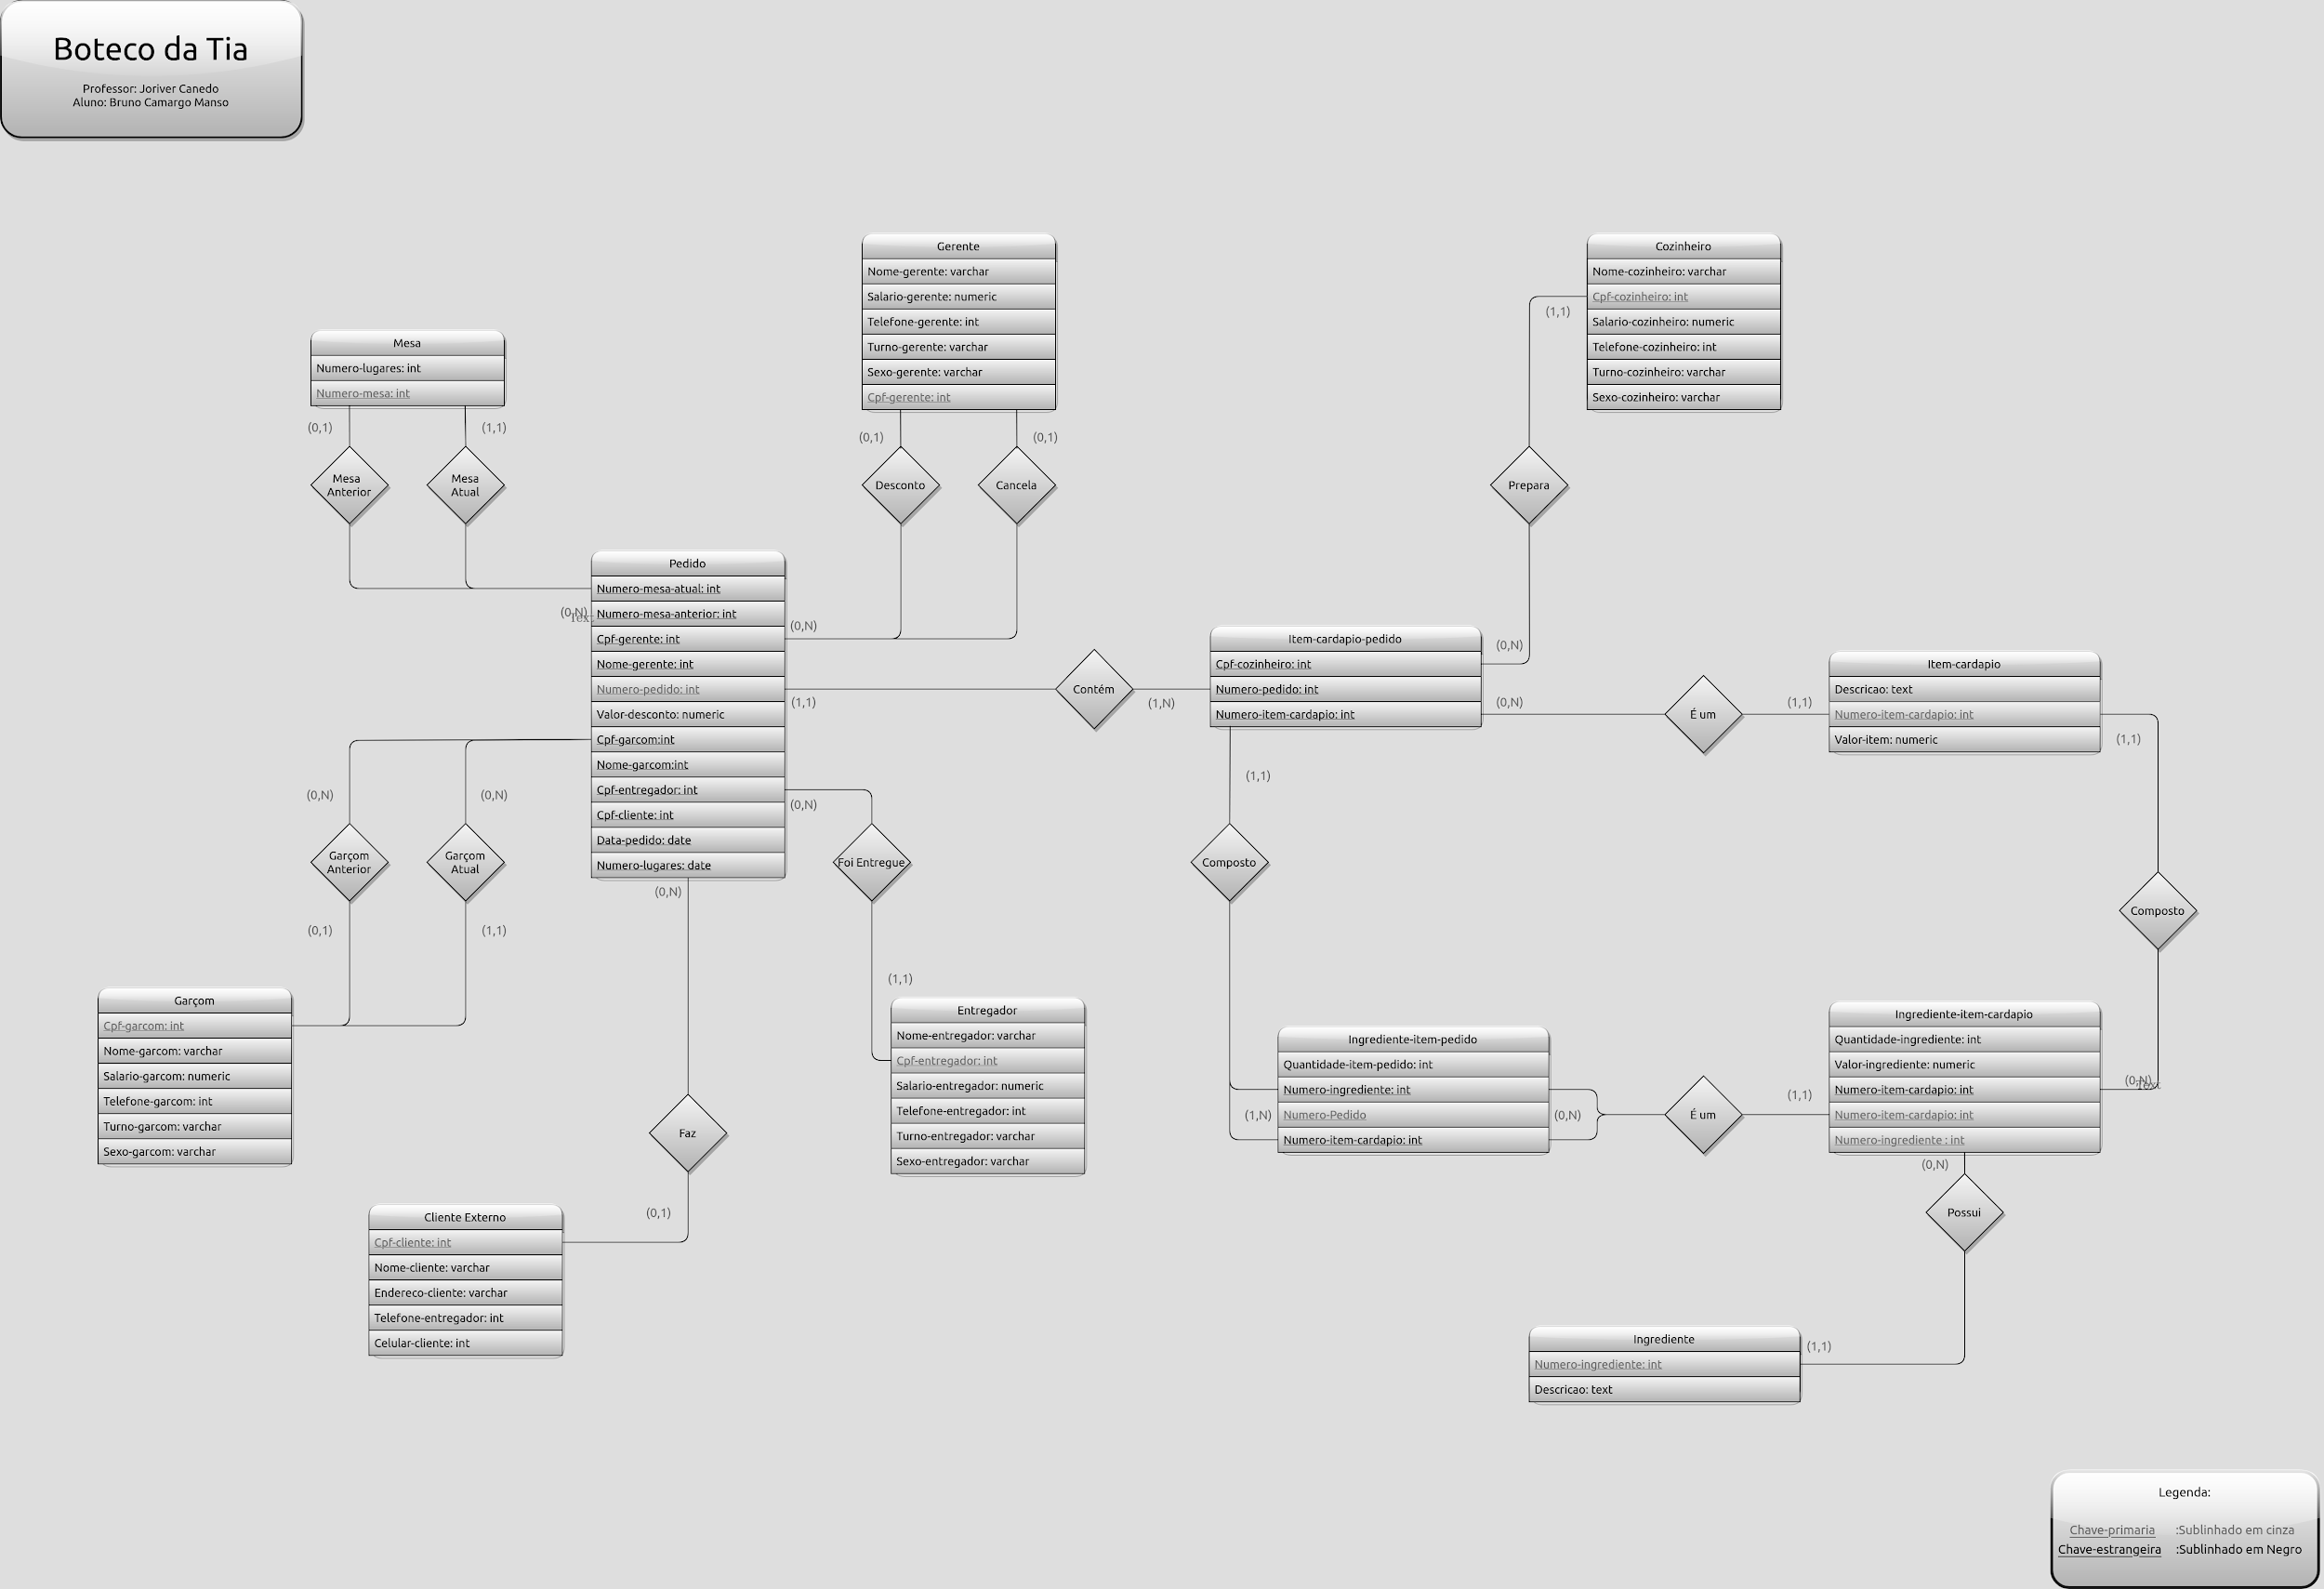 Boteco da Tia
Professor: Joriver Canedo
Aluno: Bruno Camargo Manso
Gerente
Nome-gerente: varchar
Salario-gerente: numeric
Telefone-gerente: int
Turno-gerente: varchar
Sexo-gerente: varchar
Cpf-gerente: int
Cozinheiro
Nome-cozinheiro: varchar
Cpf-cozinheiro: int
Salario-cozinheiro: numeric
Telefone-cozinheiro: int
Turno-cozinheiro: varchar
Sexo-cozinheiro: varchar
(1,1)
Mesa
Numero-lugares: int
Numero-mesa: int
(0,1)
(1,1)
(0,1)
(0,1)
Mesa
Anterior
Mesa
Atual
Desconto
Cancela
Prepara
Pedido
Numero-mesa-atual: int
Numero-mesa-anterior: int
Cpf-gerente: int
Nome-gerente: int
Numero-pedido: int
Valor-desconto: numeric
Cpf-garcom:int
Nome-garcom:int
Cpf-entregador: int
Cpf-cliente: int
Data-pedido: date
Numero-lugares: date
(0,N)
Text
(0,N)
(1,1)
Contém
(1,N)
Item-cardapio-pedido
Cpf-cozinheiro: int
Numero-pedido: int
Numero-item-cardapio: int
(0,N)
(0,N)
É um
(1,1)
Item-cardapio
Descricao: text
Numero-item-cardapio: int
Valor-item: numeric
(1,1)
(1,1)
(0,N)
(0,N)
(0,N)
Garçom
Anterior
Garçom
Atual
Foi Entregue
Composto
Composto
(0,N)
(0,1)
(1,1)
(1,1)
Garçom
Cpf-garcom: int
Nome-garcom: varchar
Salario-garcom: numeric
Telefone-garcom: int
Turno-garcom: varchar
Sexo-garcom: varchar
Entregador
Nome-entregador: varchar
Cpf-entregador: int
Salario-entregador: numeric
Telefone-entregador: int
Turno-entregador: varchar
Sexo-entregador: varchar
Ingrediente-item-pedido
Quantidade-item-pedido: int
Numero-ingrediente: int
Numero-Pedido
Numero-item-cardapio: int
(1,N)
(0,N)
É um
(1,1)
Ingrediente-item-cardapio
Quantidade-ingrediente: int
Valor-ingrediente: numeric
Numero-item-cardapio: int
Numero-item-cardapio: int
Numero-ingrediente : int
(0,N)
Text
(0,N)
Faz
Possui
(0,1)
Cliente Externo
Cpf-cliente: int
Nome-cliente: varchar
Endereco-cliente: varchar
Telefone-entregador: int
Celular-cliente: int
Ingrediente
Numero-ingrediente: int
Descricao: text
(1,1)
Legenda:
Chave-primaria :Sublinhado em cinza
Chave-estrangeira :Sublinhado em Negro